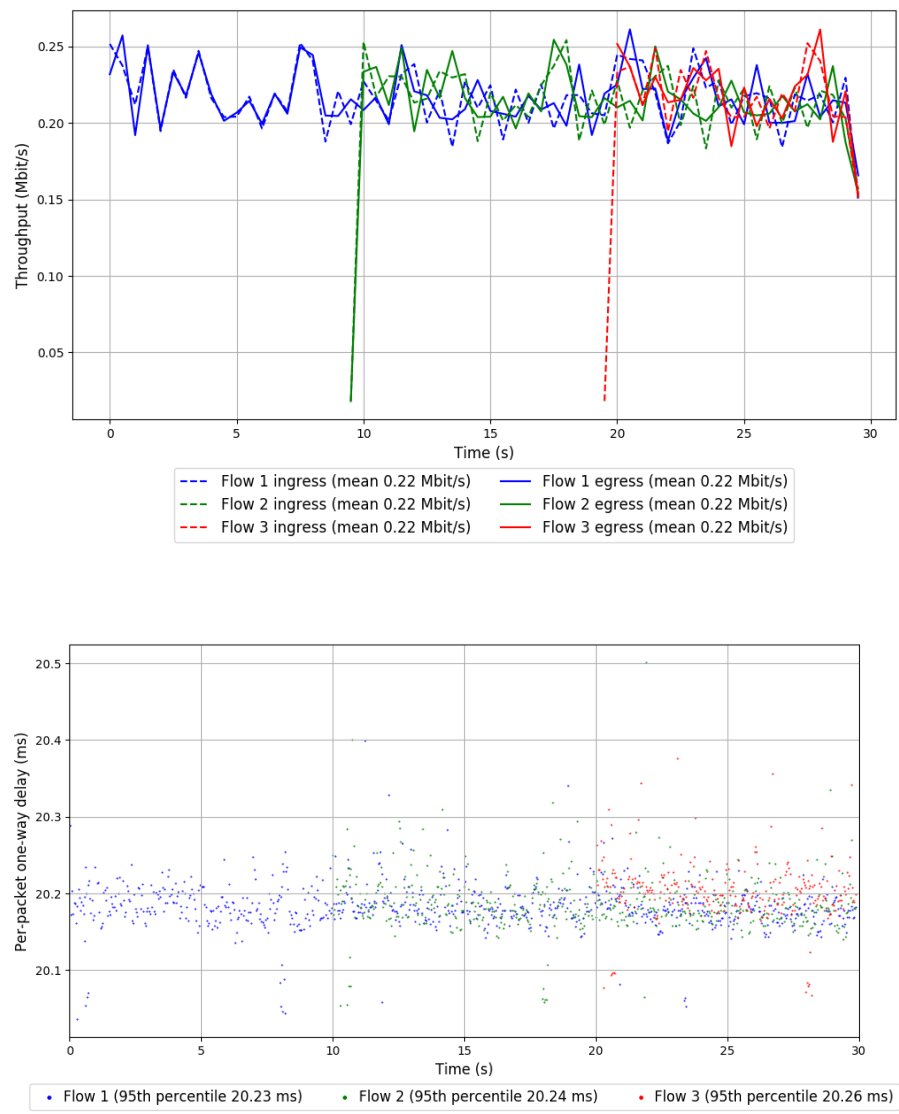 0.25
0.20
0.15
0.10
0.05
Throughput (Mbit/s)
0 5 10 15 20 25 30
Time (s)
Flow 1 ingress (mean 0.22 Mbit/s) Flow 1 egress (mean 0.22 Mbit/s)
Flow 2 ingress (mean 0.22 Mbit/s) Flow 2 egress (mean 0.22 Mbit/s)
Flow 3 ingress (mean 0.22 Mbit/s) Flow 3 egress (mean 0.22 Mbit/s)
20.5
20.4
20.3
20.2
20.1
Per-packet one-way delay (ms)
0 5 10 15 20 25 30
Time (s)
Flow 1 (95th percentile 20.23 ms) Flow 2 (95th percentile 20.24 ms) Flow 3 (95th percentile 20.26 ms)